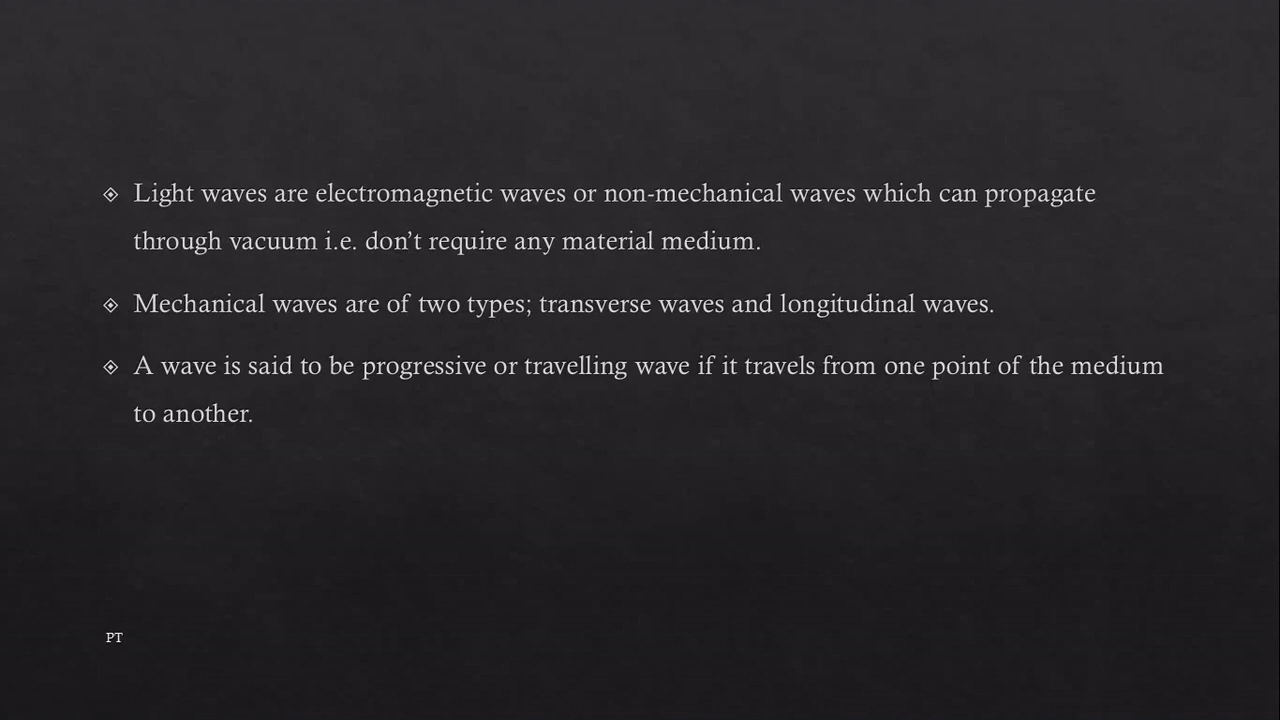 Light waves are electromagnetic waves or non-mechanical waves which can propagate
through vacuum i.e. don’t require any material medium.
Mechanical waves are of two types; transverse waves and longitudinal waves.
A wave is said to be progressive or travelling wave if it travels from one point of the medium
to another.
PT